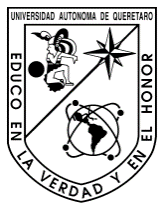 UNIVERSIDAD AUTONOMA DE QUERETARO
EDUCO EN LA VERDAD Y EN EL HONOR